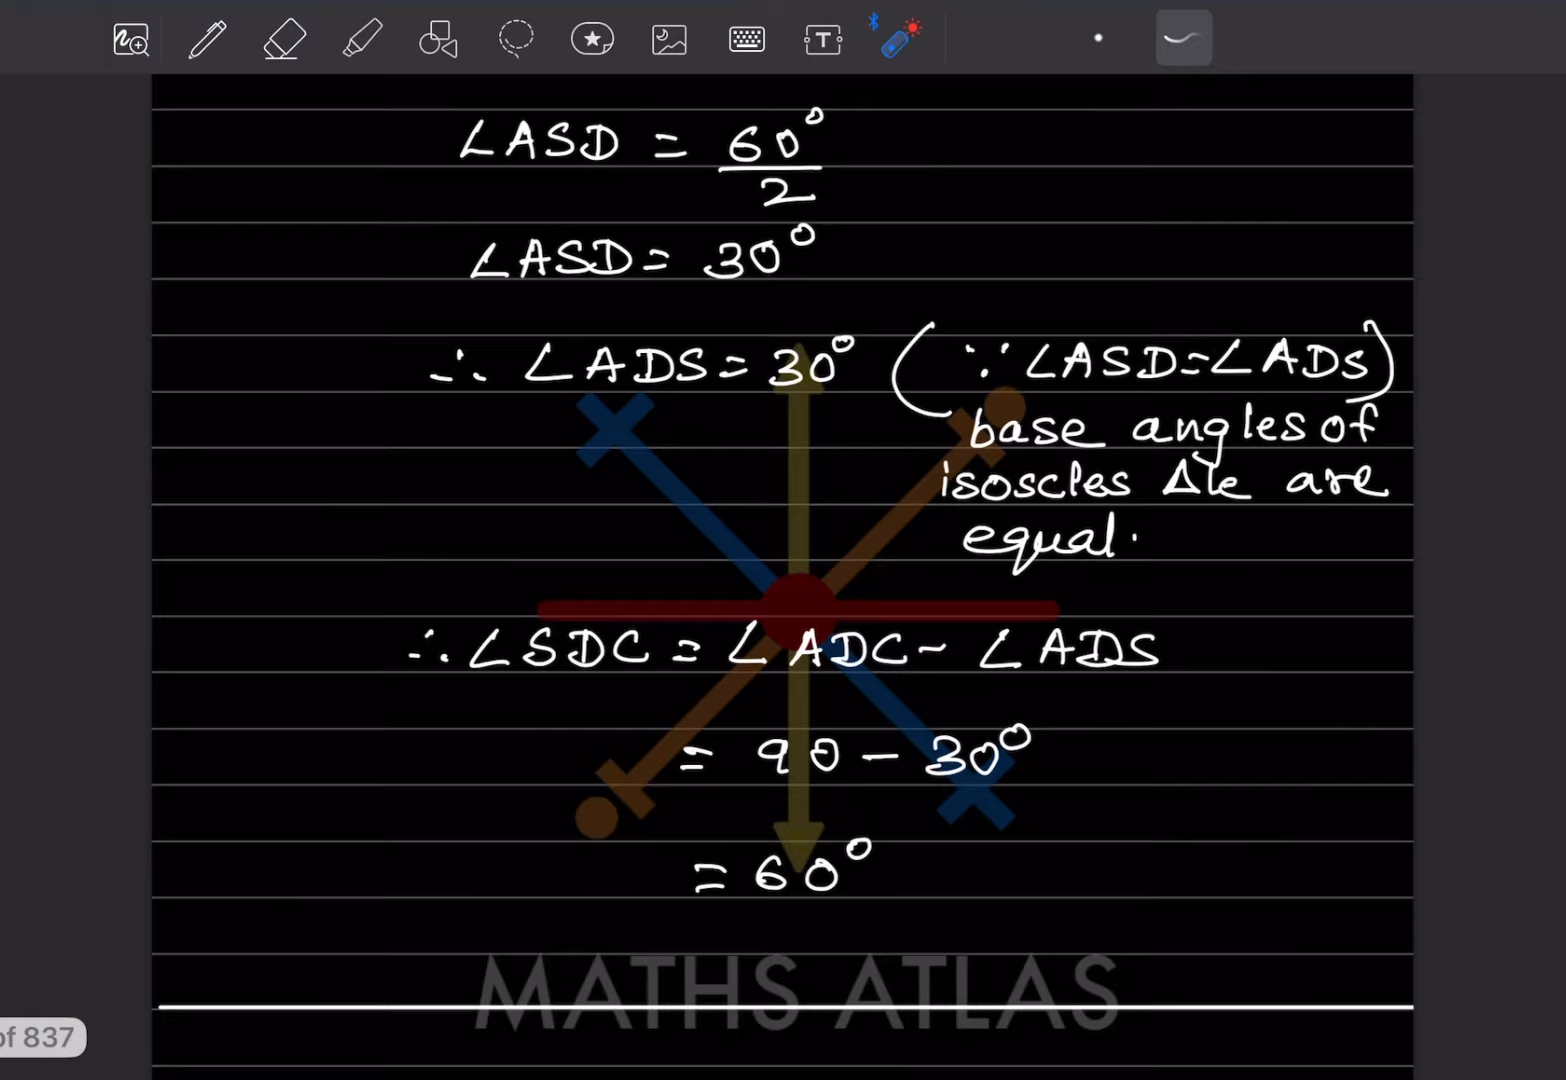 ∠ASD = 60°/2
∠ASD = 30°
∴ ∠ADS = 30° (∵ ∠ASD = ∠ADS)
base angles of
isoscles Δle are
equal.
∴ ∠SDC = ∠ADC - ∠ADS
= 90 - 30°
= 60°
MATHS ATLAS
of 837